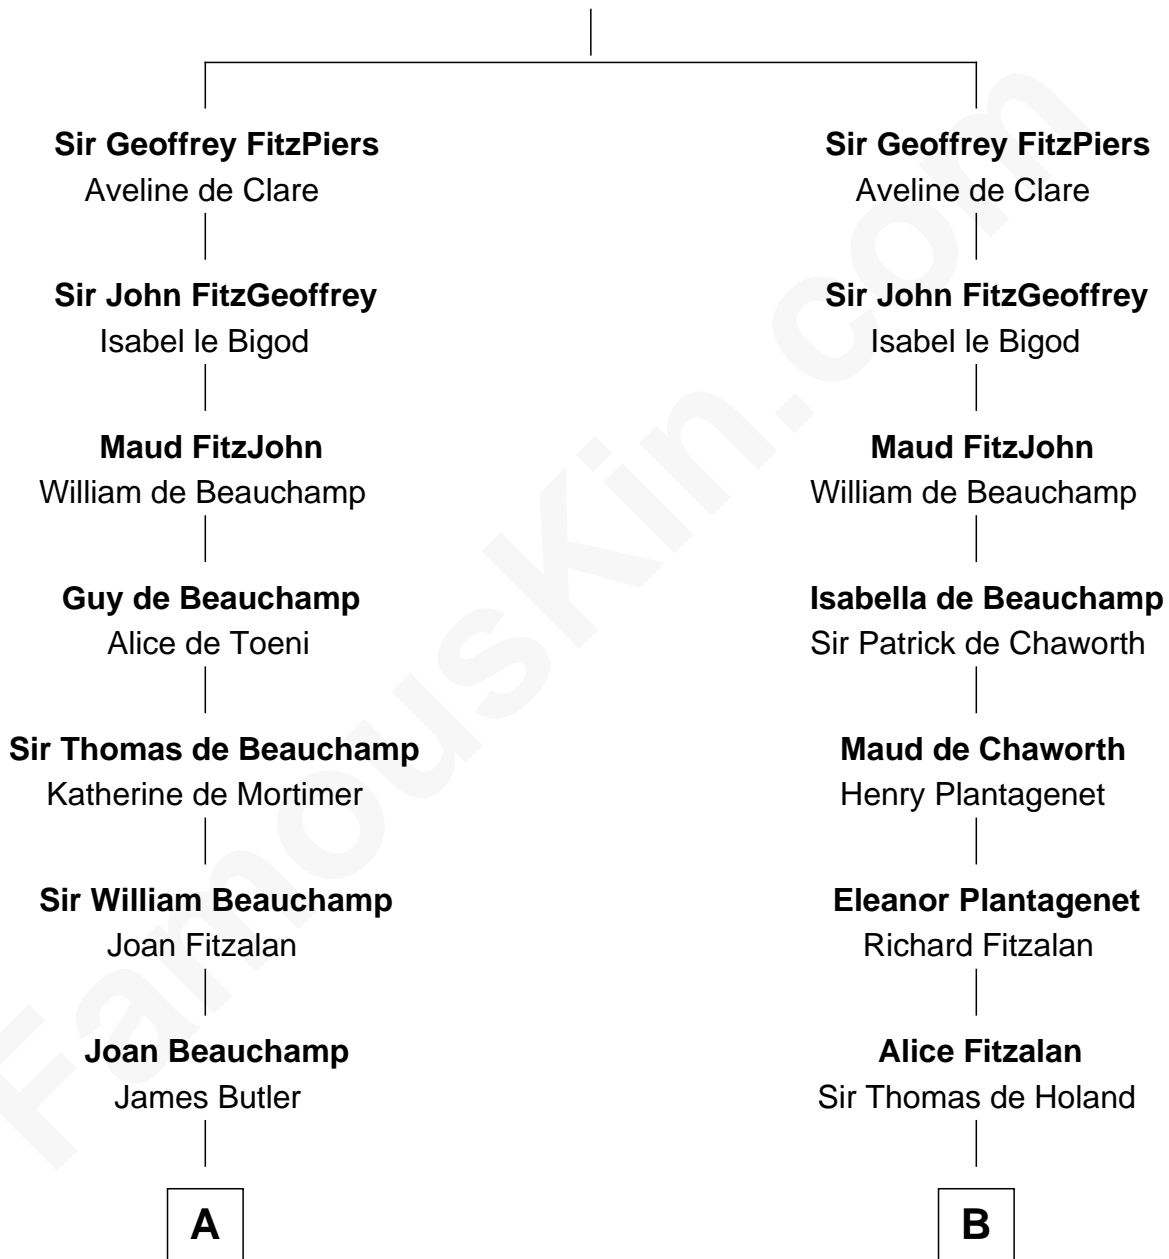 Sir Geoffrey FitzPiers
Aveline de Clare
Sir John FitzGeoffrey
Isabel le Bigod
Maud FitzJohn
William de Beauchamp
Guy de Beauchamp
Alice de Toeni
Sir Thomas de Beauchamp
Katherine de Mortimer
Sir William Beauchamp
Joan Fitzalan
Joan Beauchamp
James Butler
A
Sir Geoffrey FitzPiers
Aveline de Clare
Sir John FitzGeoffrey
Isabel le Bigod
Maud FitzJohn
William de Beauchamp
Isabella de Beauchamp
Sir Patrick de Chaworth
Maud de Chaworth
Henry Plantagenet
Eleanor Plantagenet
Richard Fitzalan
Alice Fitzalan
Sir Thomas de Holand
B
FamousKin.com